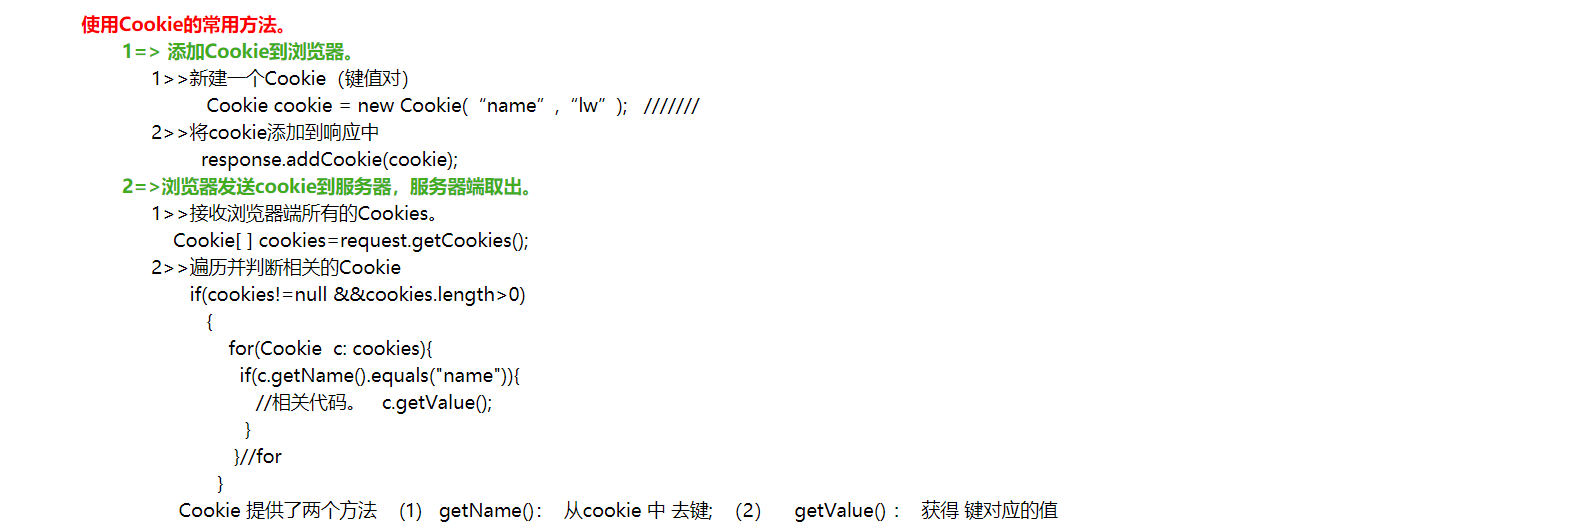 使用Cookie的常用方法。
1=> 添加Cookie到浏览器。
1>>新建一个Cookie（键值对）
Cookie cookie = new Cookie(“name”,“lw”); ///////
2>>将cookie添加到响应中
response.addCookie(cookie);
2=>浏览器发送cookie到服务器，服务器端取出。
1>>接收浏览器端所有的Cookies。
Cookie[ ] cookies=request.getCookies();
2>>遍历并判断相关的Cookie
if(cookies!=null &&cookies.length>0)
{
for(Cookie  c: cookies){
if(c.getName().equals("name")){
//相关代码。  c.getValue();
}
}//for
}
Cookie 提供了两个方法  （1） getName()：  从cookie 中 去键;  （2）   getValue() ：  获得 键对应的值